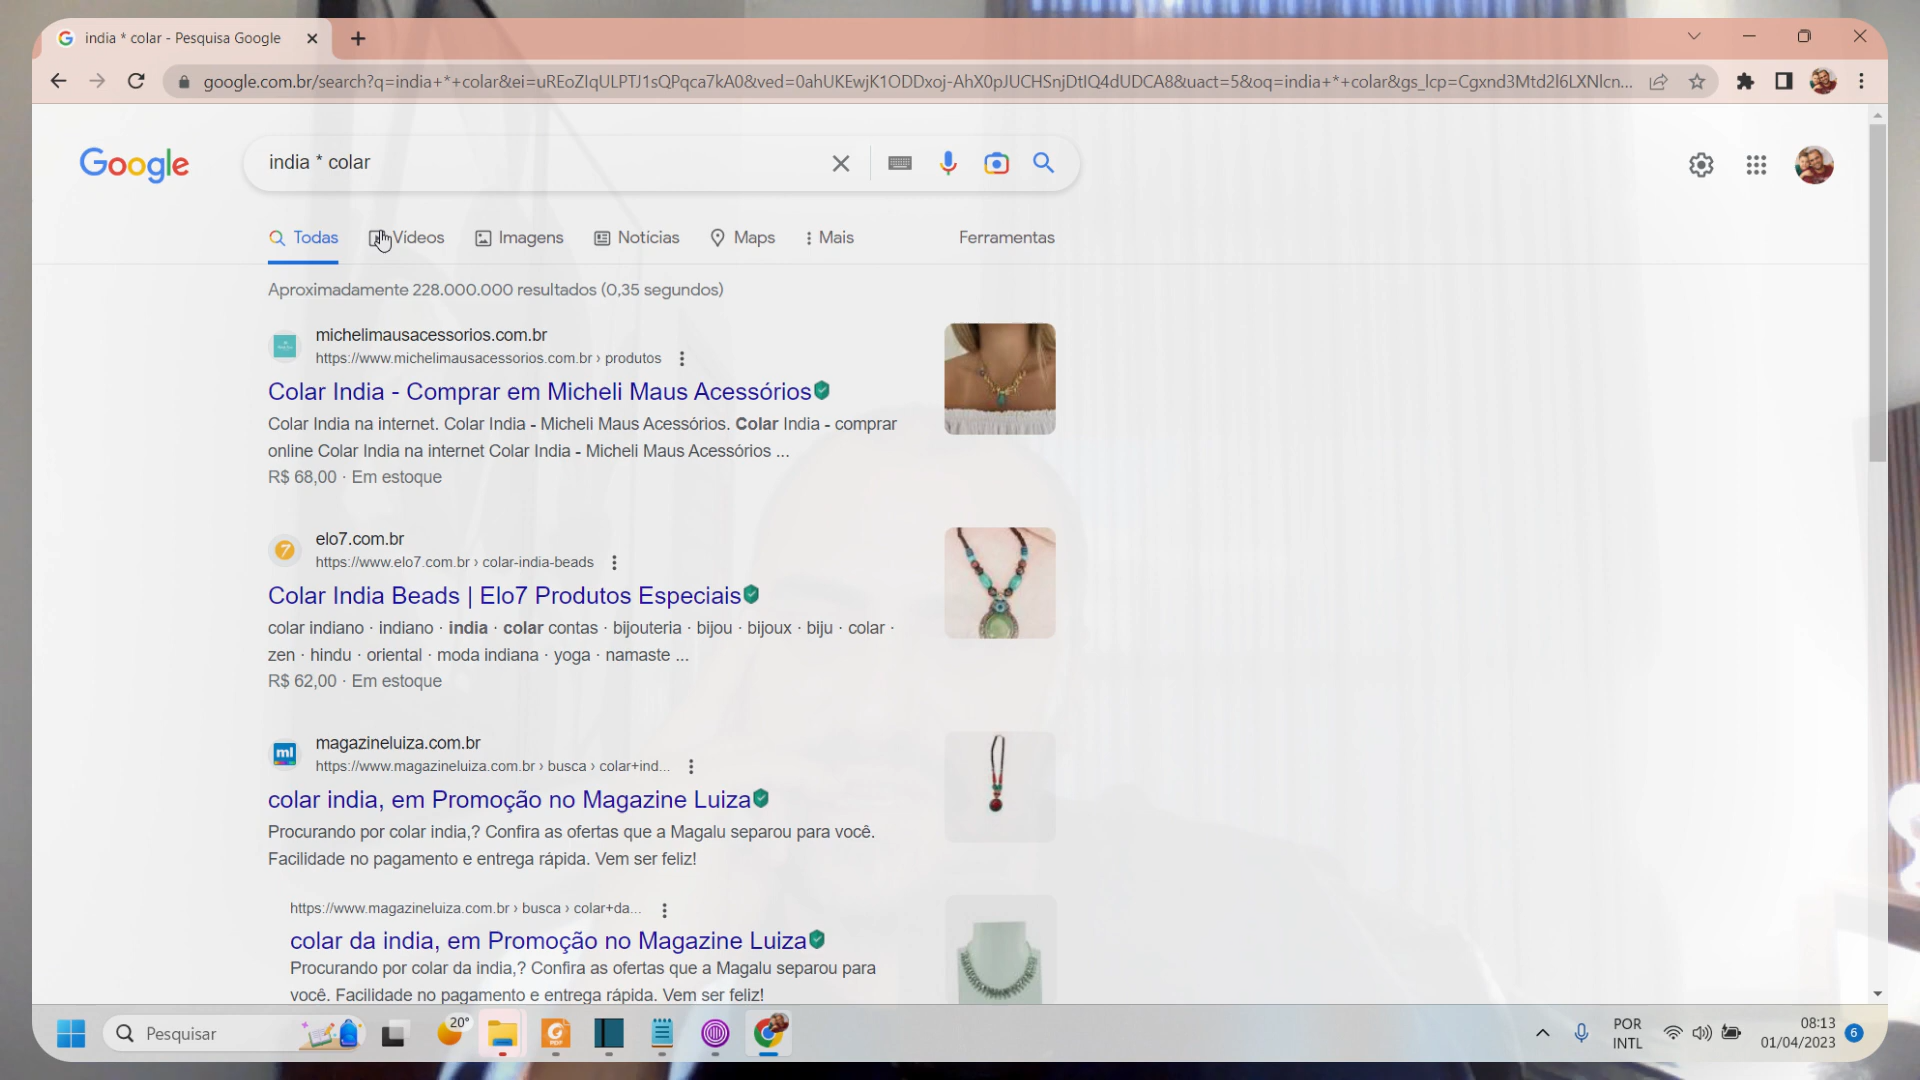 india * colar - Pesquisa Google
google.com.br/search?q=india+*+colar&ei=uREoZIqULPTJ1sQPqca7kA0&ved=0ahUKEwjK1ODDxoj-AhX0pJUCHSnjDtIQ4dUDCA8&uact=5&oq=india+*+colar&gs_lcp=Cgxnd3Mtd2l6LXNlcn...
Google
india * colar
Todas
Vídeos
Imagens
Notícias
Maps
Mais
Ferramentas
Aproximadamente 228.000.000 resultados (0,35 segundos)
michelimausacessorios.com.br
https://www.michelimausacessorios.com.br › produtos
Colar India - Comprar em Micheli Maus Acessórios
Colar India na internet. Colar India - Micheli Maus Acessórios. Colar India - comprar
online Colar India na internet Colar India - Micheli Maus Acessórios ...
R$ 68,00 · Em estoque
7
elo7.com.br
https://www.elo7.com.br › colar-india-beads
Colar India Beads | Elo7 Produtos Especiais
colar indiano · indiano · india · colar contas · bijouteria · bijou · bijoux · biju · colar ·
zen · hindu · oriental · moda indiana · yoga · namaste ...
R$ 62,00 · Em estoque
ml
magazineluiza.com.br
https://www.magazineluiza.com.br › busca › colar+ind...
colar india, em Promoção no Magazine Luiza
Procurando por colar india,? Confira as ofertas que a Magalu separou para você.
Facilidade no pagamento e entrega rápida. Vem ser feliz!
https://www.magazineluiza.com.br › busca › colar+da...
colar da india, em Promoção no Magazine Luiza
Procurando por colar da india,? Confira as ofertas que a Magalu separou para
você. Facilidade no pagamento e entrega rápida. Vem ser feliz!
Pesquisar
20°
PDF
POR
INTL
08:13
01/04/2023
6